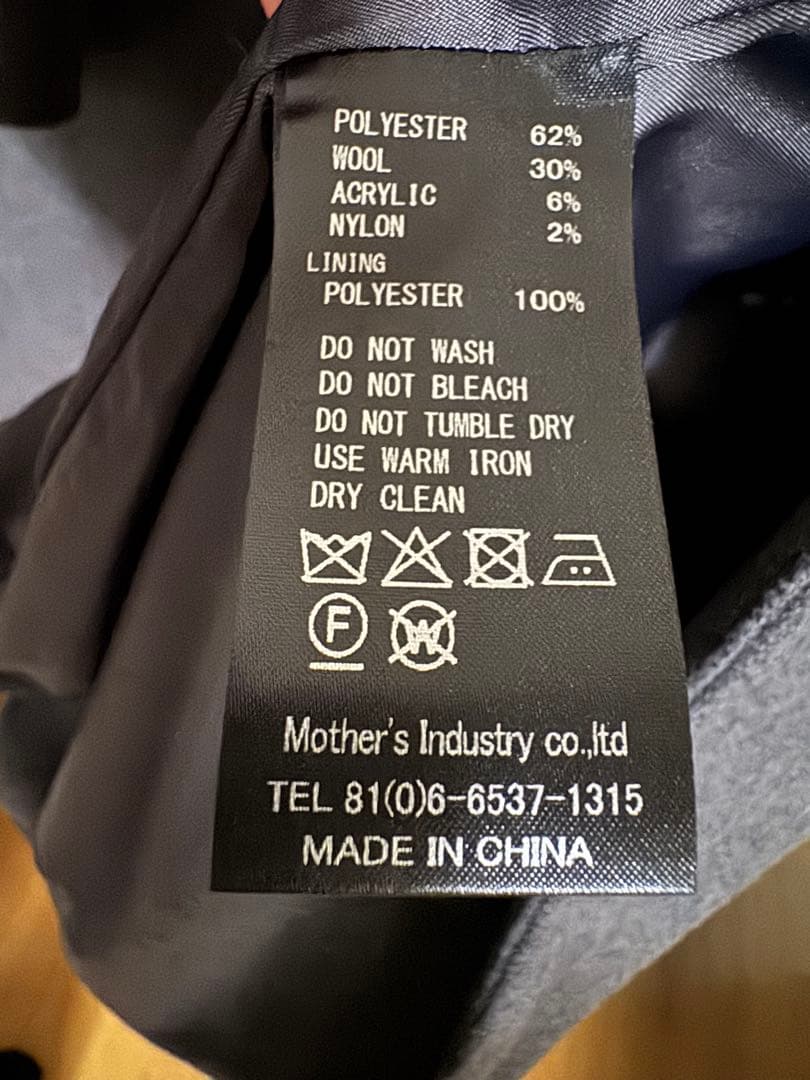 POLYESTER 62%
WOOL 30%
ACRYLIC 6%
NYLON 2%
LINING
POLYESTER 100%
DO NOT WASH
DO NOT BLEACH
DO NOT TUMBLE DRY
USE WARM IRON
DRY CLEAN
F W
Mother's Industry co.,ltd
TEL 81(0)6-6537-1315
MADE IN CHINA